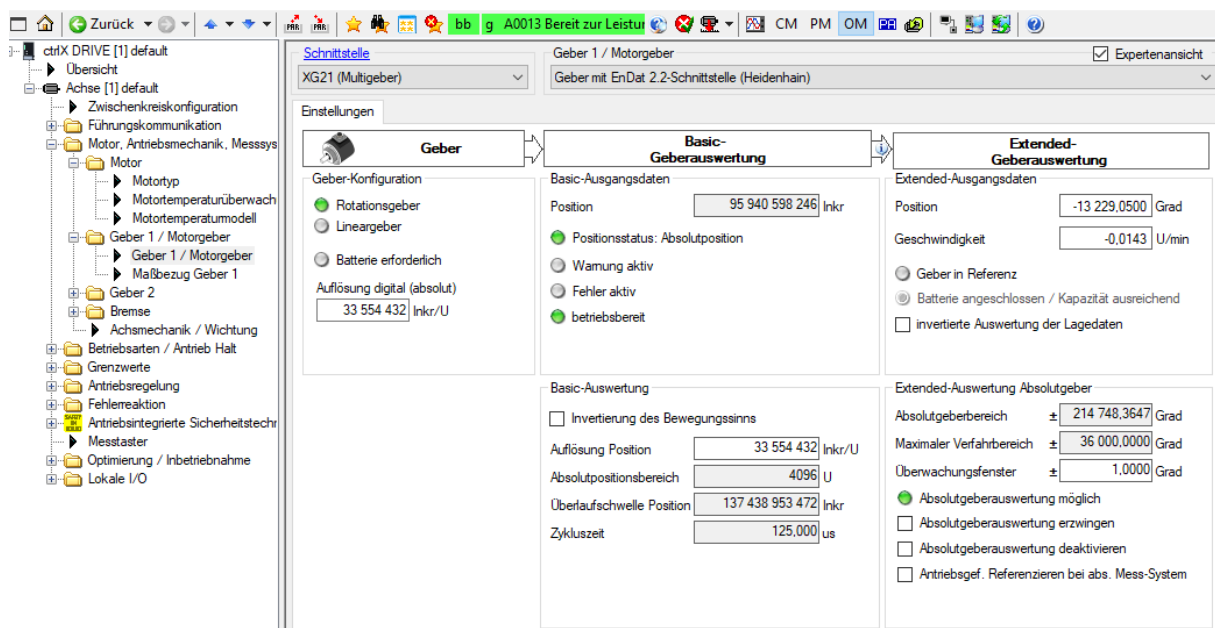 Zurück
bb
g
A0013 Bereit zur Leistur
CM
PM
OM
ctrlX DRIVE [1] default
Übersicht
Achse [1] default
Zwischenkreiskonfiguration
Führungskommunikation
Motor, Antriebsmechanik, Messsys
Motor
Motortyp
Motortemperaturüberwach
Motortemperaturmodell
Geber 1 / Motorgeber
Geber 1 / Motorgeber
Maßbezug Geber 1
Geber 2
Bremse
Achsmechanik / Wichtung
Betriebsarten / Antrieb Halt
Grenzwerte
Antriebsregelung
Fehlerreaktion
Antriebsintegrierte Sicherheitstechr
Messtaster
Optimierung / Inbetriebnahme
Lokale I/O
Schnittstelle
XG21 (Multigeber)
Geber 1 / Motorgeber
Expertenansicht
Geber mit EnDat 2.2-Schnittstelle (Heidenhain)
Einstellungen
Geber
Basic-
Geberauswertung
Extended-
Geberauswertung
Geber-Konfiguration
Rotationsgeber
Lineargeber
Batterie erforderlich
Auflösung digital (absolut)
33 554 432 Inkr/U
Basic-Ausgangsdaten
Position 95 940 598 246 Inkr
Positionsstatus: Absolutposition
Warnung aktiv
Fehler aktiv
betriebsbereit
Extended-Ausgangsdaten
Position -13 229,0500 Grad
Geschwindigkeit -0,0143 U/min
Geber in Referenz
Batterie angeschlossen / Kapazität ausreichend
invertierte Auswertung der Lagedaten
Basic-Auswertung
Invertierung des Bewegungssinns
Auflösung Position 33 554 432 Inkr/U
Absolutpositionsbereich 4096 U
Überlaufschwelle Position 137 438 953 472 Inkr
Zykluszeit 125,000 us
Extended-Auswertung Absolutgeber
Absolutgeberbereich ± 214 748,3647 Grad
Maximaler Verfahrbereich ± 36 000,0000 Grad
Überwachungsfenster ± 1,0000 Grad
Absolutgeberauswertung möglich
Absolutgeberauswertung erzwingen
Absolutgeberauswertung deaktivieren
Antriebsgef. Referenzieren bei abs. Mess-System